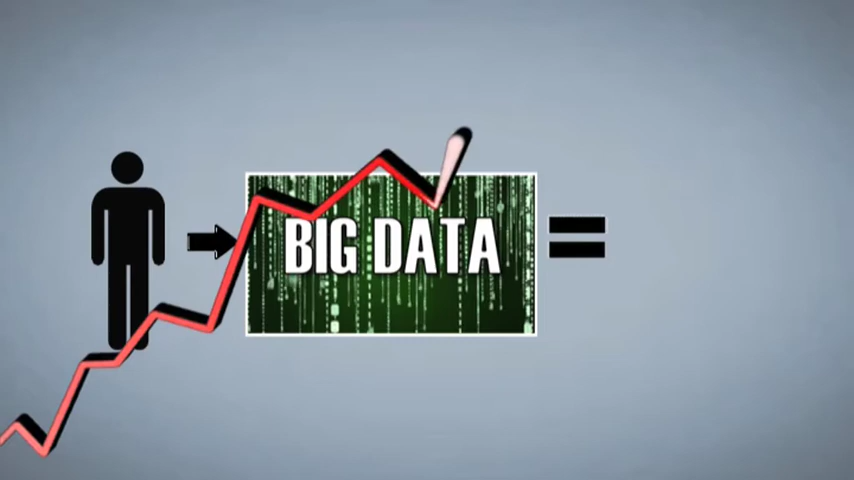 BIG DATA
=